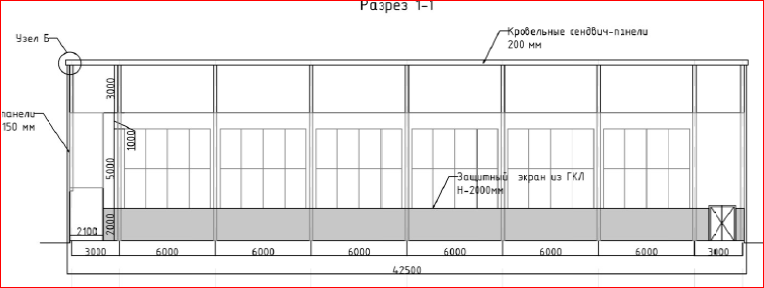 Разрез 1-1
Узел Б
Кровельные сендвич-панели
200 мм
3000
панели
150 мм
1000
5000
Защитный экран из ГКЛ
Н-2000мм
2100
2000
3000 6000 6000 6000 6000 6000 6000 3000
42500